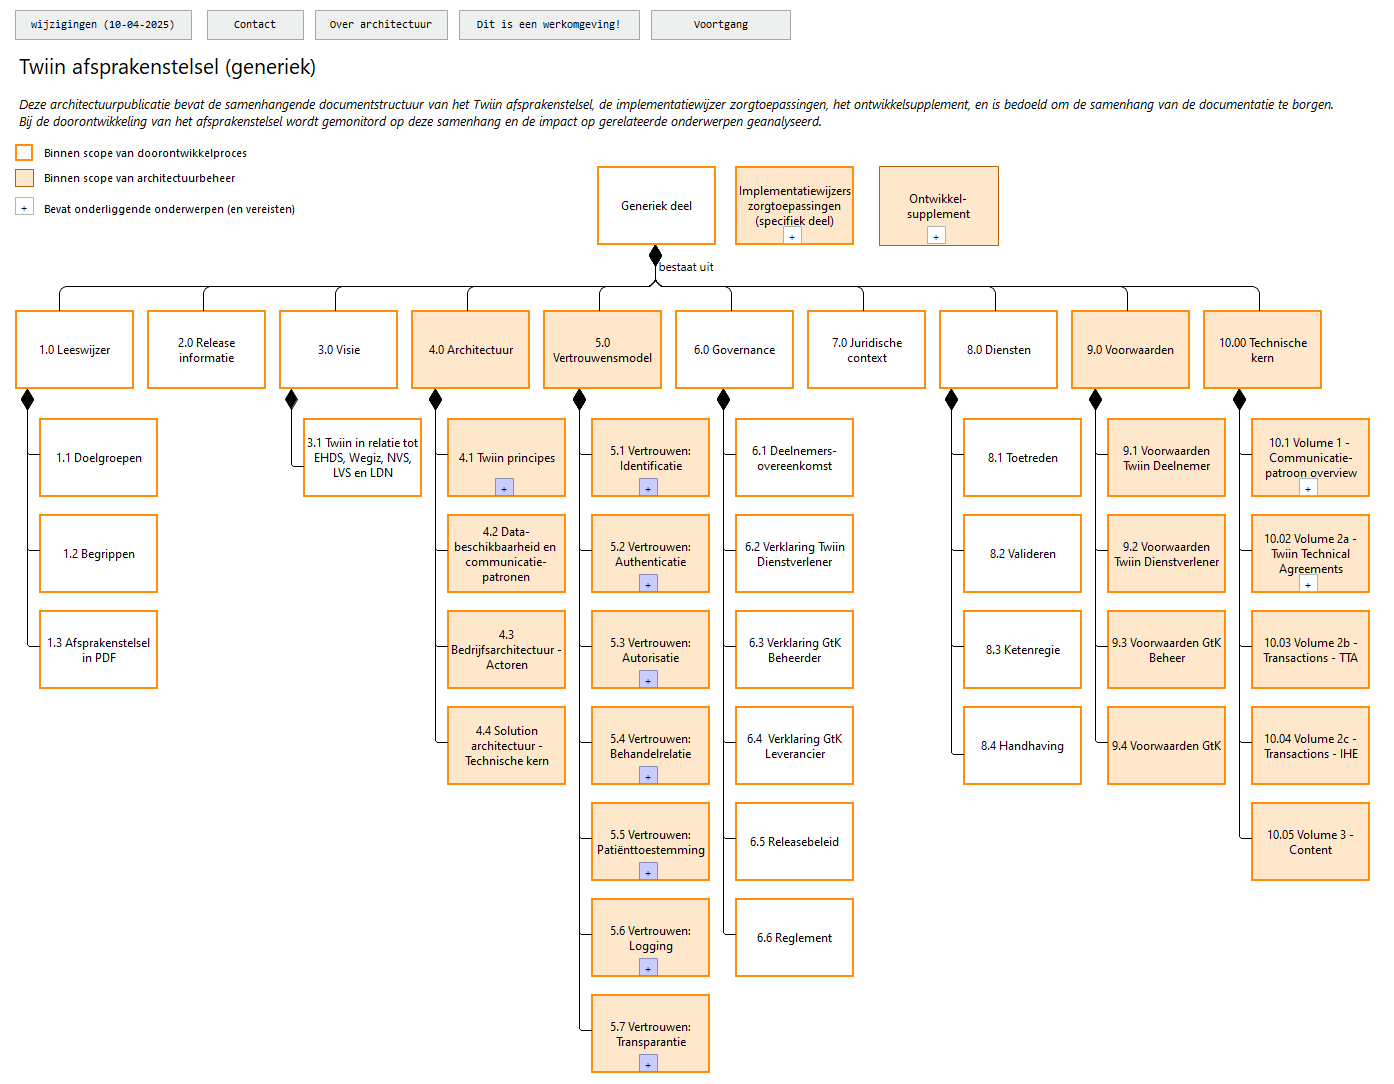 wijzigingen (10-04-2025)
Contact
Over architectuur
Dit is een werkomgeving!
Voortgang
Twiin afsprakenstelsel (generiek)
Deze architectuurpublicatie bevat de samenhangende documentstructuur van het Twiin afsprakenstelsel, de implementatiewijzer zorgtoepassingen, het ontwikkelsupplement, en is bedoeld om de samenhang van de documentatie te borgen.
Bij de doorontwikkeling van het afsprakenstelsel wordt gemonitord op deze samenhang en de impact op gerelateerde onderwerpen geanalyseerd.
Binnen scope van doorontwikkelproces
Binnen scope van architectuurbeheer
+
Bevat onderliggende onderwerpen (en vereisten)
Generiek deel
Implementatiewijzers
zorgtoepassingen
(specifiek deel)
+
Ontwikkel-
supplement
+
bestaat uit
1.0 Leeswijzer
2.0 Release
informatie
3.0 Visie
4.0 Architectuur
5.0
Vertrouwensmodel
6.0 Governance
7.0 Juridische
context
8.0 Diensten
9.0 Voorwaarden
10.00 Technische
kern
1.1 Doelgroepen
1.2 Begrippen
1.3 Afsprakenstelsel
in PDF
3.1 Twiin in relatie tot
EHDS, Wegiz, NVS,
LVS en LDN
4.1 Twiin principes
+
4.2 Data-
beschikbaarheid en
communicatie-
patronen
4.3
Bedrijfsarchitectuur -
Actoren
4.4 Solution
architectuur -
Technische kern
5.1 Vertrouwen:
Identificatie
+
5.2 Vertrouwen:
Authenticatie
+
5.3 Vertrouwen:
Autorisatie
+
5.4 Vertrouwen:
Behandelrelatie
+
5.5 Vertrouwen:
Patiënttoestemming
+
5.6 Vertrouwen:
Logging
+
5.7 Vertrouwen:
Transparantie
+
6.1 Deelnemers-
overeenkomst
6.2 Verklaring Twiin
Dienstverlener
6.3 Verklaring GtK
Beheerder
6.4 Verklaring GtK
Leverancier
6.5 Releasebeleid
6.6 Reglement
8.1 Toetreden
8.2 Valideren
8.3 Ketenregie
8.4 Handhaving
9.1 Voorwaarden
Twiin Deelnemer
9.2 Voorwaarden
Twiin Dienstverlener
9.3 Voorwaarden GtK
Beheer
9.4 Voorwaarden GtK
10.1 Volume 1 -
Communicatie-
patroon overview
+
10.02 Volume 2a -
Twiin Technical
Agreements
+
10.03 Volume 2b -
Transactions - TTA
10.04 Volume 2c -
Transactions - IHE
10.05 Volume 3 -
Content